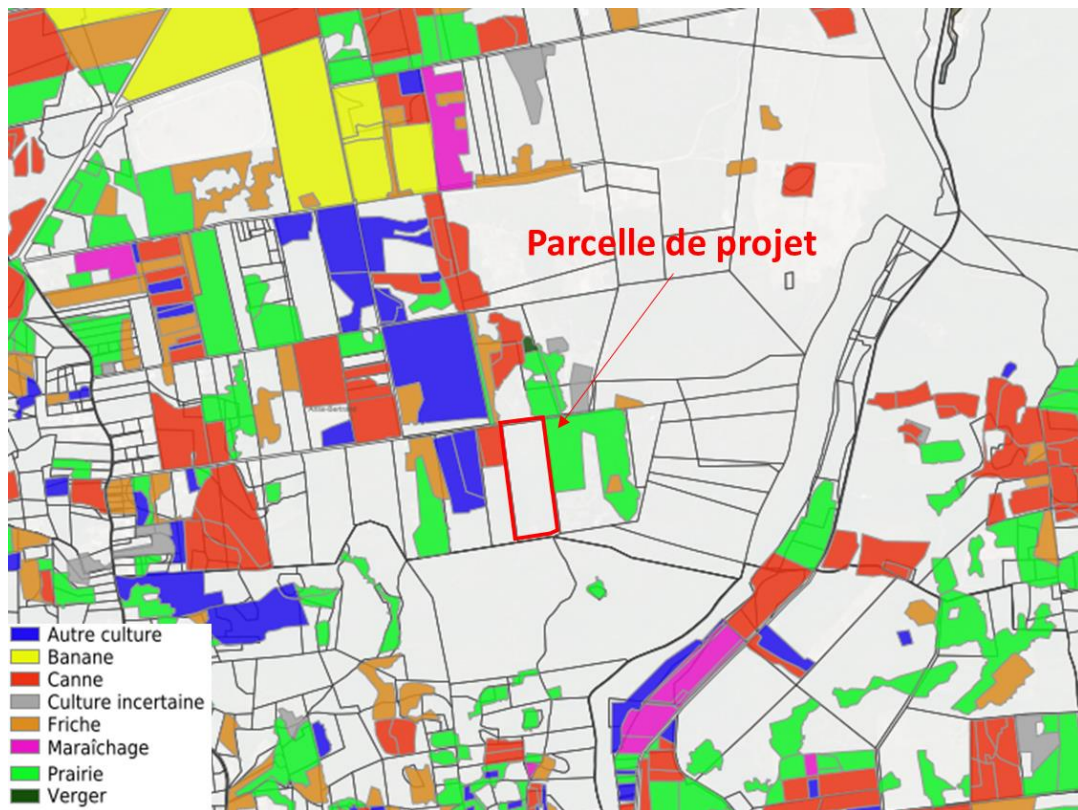 Parcelle de projet
Autre culture
Banane
Canne
Culture incertaine
Friche
Maraîchage
Prairie
Verger